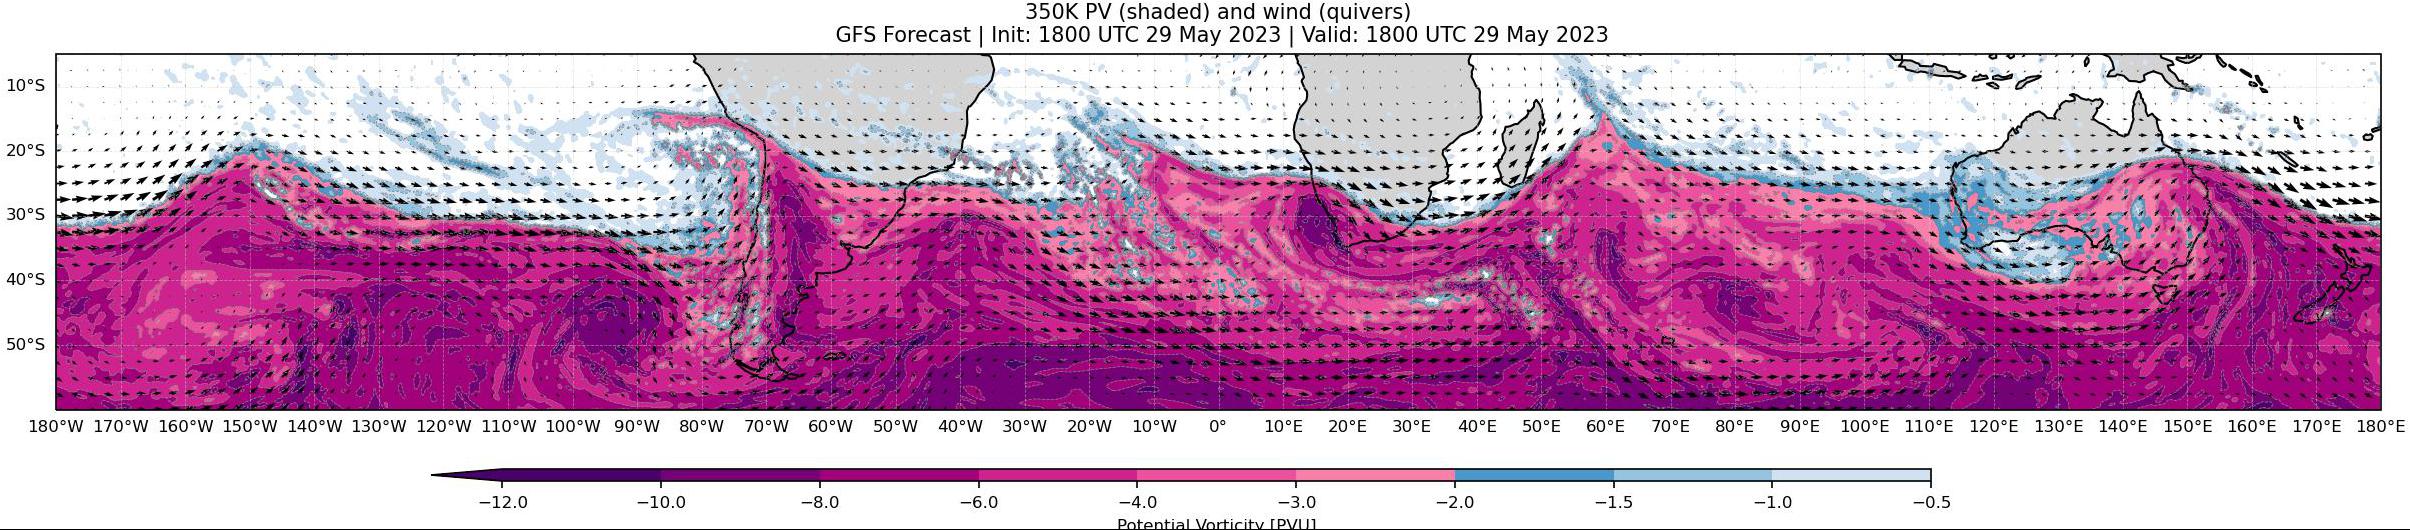 350K PV (shaded) and wind (quivers)
GFS Forecast | Init: 1800 UTC 29 May 2023 | Valid: 1800 UTC 29 May 2023
10°S
20°S
30°S
40°S
50°S
180°W 170°W 160°W 150°W 140°W 130°W 120°W 110°W 100°W 90°W 80°W 70°W 60°W 50°W 40°W 30°W 20°W 10°W 0° 10°E 20°E 30°E 40°E 50°E 60°E 70°E 80°E 90°E 100°E 110°E 120°E 130°E 140°E 150°E 160°E 170°E 180°E
−12.0 −10.0 −8.0 −6.0 −4.0 −3.0 −2.0 −1.5 −1.0 −0.5
Potential Vorticity [PVU]